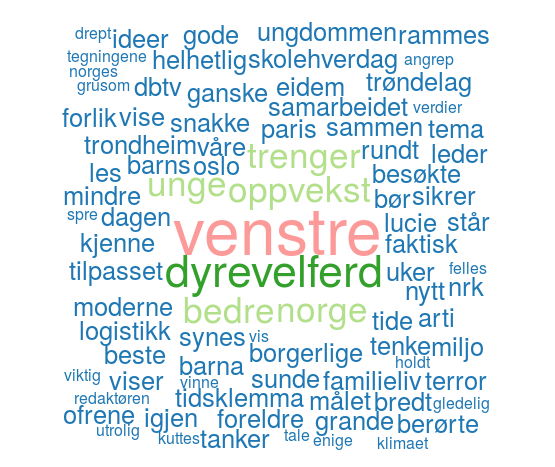 drept ideer gode ungdommen rammes
tegningene helhetlig skolehverdag angrep
norges
grusom dbtv ganske eidem trøndelag
forlik vise snakke samarbeidet verdier
paris sammen tema
trondheim våre trenger rundt leder
les barns oslo besøkte
mindre unge oppvekst bør sikrer
spre dagen venstre lucie står
kjenne faktisk
tilpasset dyrevelferd uker felles
nytt nrk
moderne bedre norge tide arti
logistikk synes vis tenke miljo
beste barna borgerlige holdt
viktig viser vinne sunde familieliv terror
redaktøren tidsklemma målet bredt gledelig
ofrene igjen foreldre grande berørte
utrolig kuttes tanker tale enige klimaet